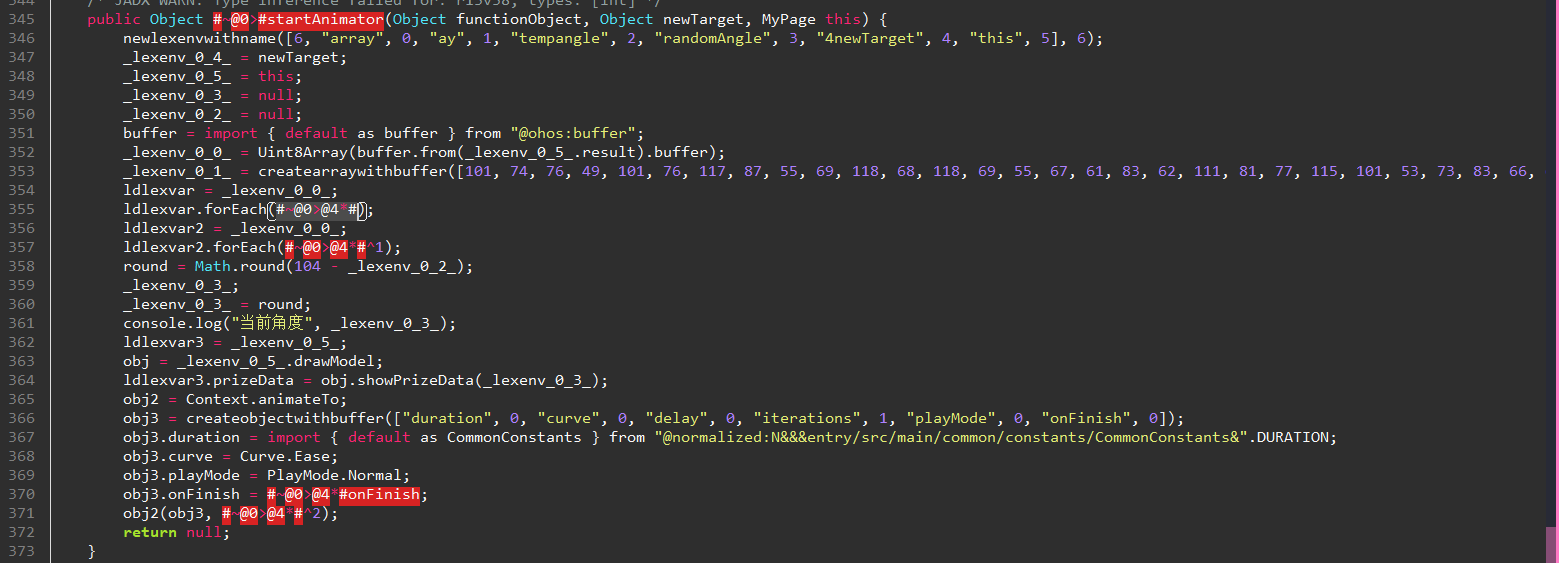 344 /* JADX WARN: Type inference failed for: r15v38, types: [int] */
345 public Object #~@0>#startAnimator(Object functionObject, Object newTarget, MyPage this) {
346 newlexenvwithname([6, "array", 0, "ay", 1, "tempangle", 2, "randomAngle", 3, "4newTarget", 4, "this", 5], 6);
347 _lexenv_0_4_ = newTarget;
348 _lexenv_0_5_ = this;
349 _lexenv_0_3_ = null;
350 _lexenv_0_2_ = null;
351 buffer = import { default as buffer } from "@ohos:buffer";
352 _lexenv_0_0_ = Uint8Array(buffer.from(_lexenv_0_5_.result).buffer);
353 _lexenv_0_1_ = createarraywithbuffer([101, 74, 76, 49, 101, 76, 117, 87, 55, 69, 118, 68, 118, 69, 55, 67, 61, 83, 62, 111, 81, 77, 115, 101, 53, 73, 83, 66,
354 ldlexvar = _lexenv_0_0_;
355 ldlexvar.forEach(#~@0>@4*#);
356 ldlexvar2 = _lexenv_0_0_;
357 ldlexvar2.forEach(#~@0>@4*#^1);
358 round = Math.round(104 - _lexenv_0_2_);
359 _lexenv_0_3_;
360 _lexenv_0_3_ = round;
361 console.log("当前角度", _lexenv_0_3_);
362 ldlexvar3 = _lexenv_0_5_;
363 obj = _lexenv_0_5_.drawModel;
364 ldlexvar3.prizeData = obj.showPrizeData(_lexenv_0_3_);
365 obj2 = Context.animateTo;
366 obj3 = createobjectwithbuffer(["duration", 0, "curve", 0, "delay", 0, "iterations", 1, "playMode", 0, "onFinish", 0]);
367 obj3.duration = import { default as CommonConstants } from "@normalized:N&&&entry/src/main/common/constants/CommonConstants&".DURATION;
368 obj3.curve = Curve.Ease;
369 obj3.playMode = PlayMode.Normal;
370 obj3.onFinish = #~@0>@4*#onFinish;
371 obj2(obj3, #~@0>@4*#^2);
372 return null;
373 }